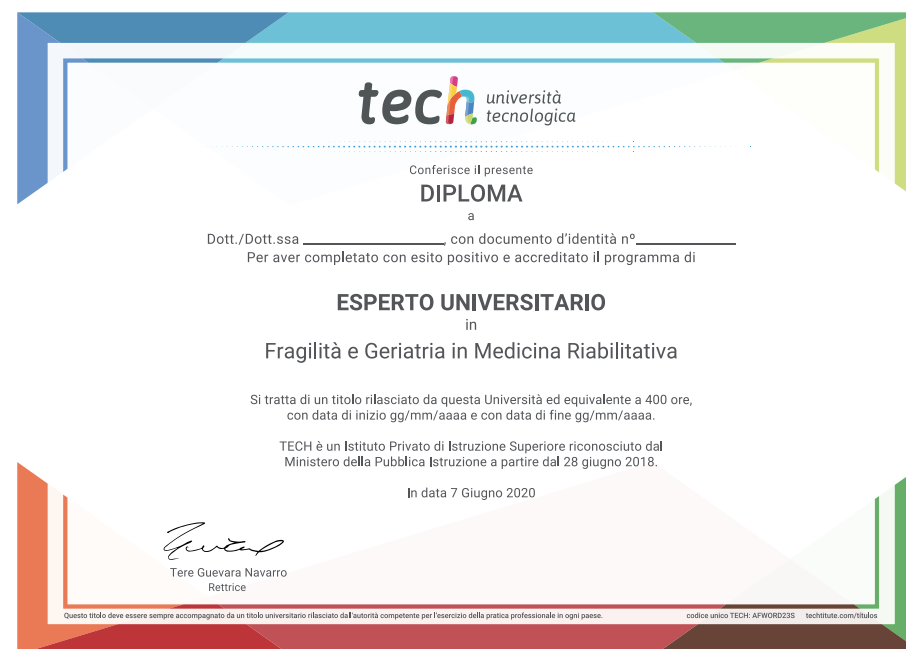 tech università
tecnologica
Conferisce il presente
DIPLOMA
a
Dott./Dott.ssa ____________________, con documento d'identità nº______________
Per aver completato con esito positivo e accreditato il programma di
ESPERTO UNIVERSITARIO
in
Fragilità e Geriatria in Medicina Riabilitativa
Si tratta di un titolo rilasciato da questa Università ed equivalente a 400 ore,
con data di inizio gg/mm/aaaa e con data di fine gg/mm/aaaa.
TECH è un Istituto Privato di Istruzione Superiore riconosciuto dal
Ministero della Pubblica Istruzione a partire dal 28 giugno 2018.
In data 7 Giugno 2020
Tere Guevara Navarro
Rettrice
Questo titolo deve essere sempre accompagnato da un titolo universitario rilasciato dall'autorità competente per l'esercizio della pratica professionale in ogni paese. codice unico TECH: AFWORD23S techtitute.com/titulos